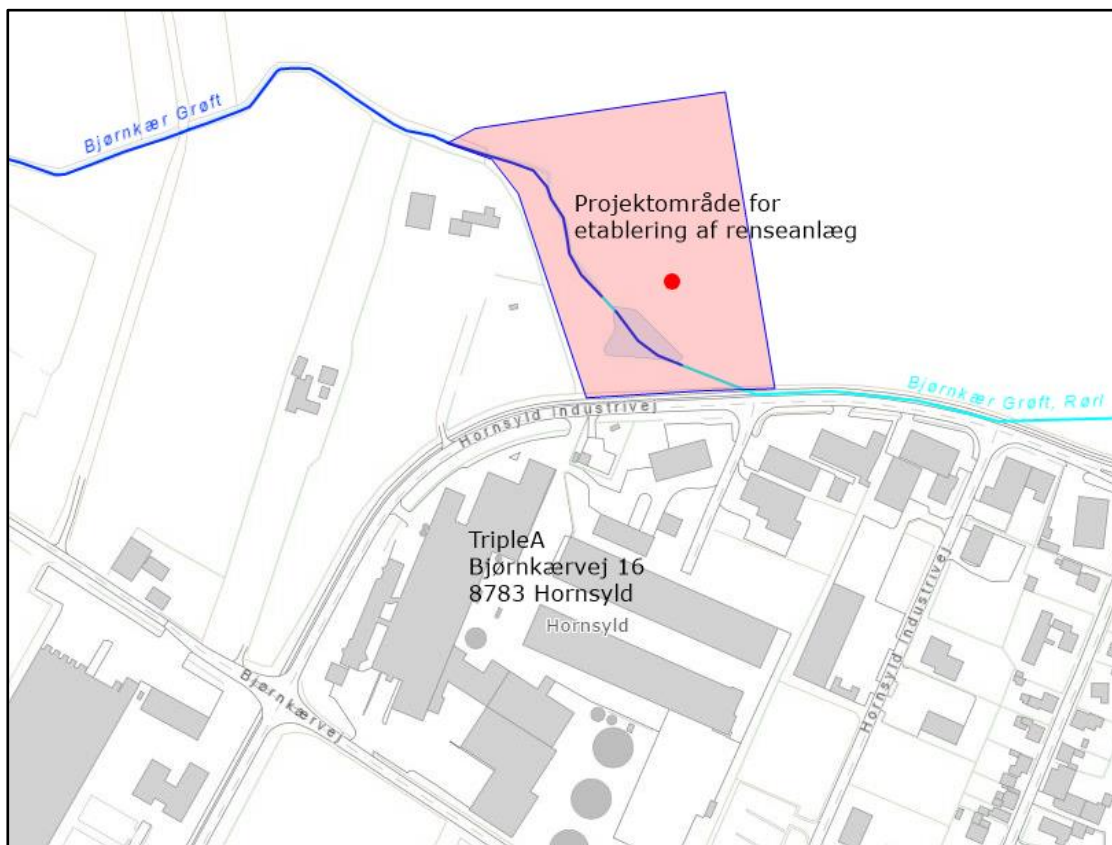 Bjørnkær Grøft
Projektområde for
etablering af renseanlæg
Bjørnkær Grøft, Rørl
Hornsyld Industrivej
TripleA
Bjørnkærvej 16
8783 Hornsyld
Hornsyld
Hornsyld Industrivej
Bjørnkærvej